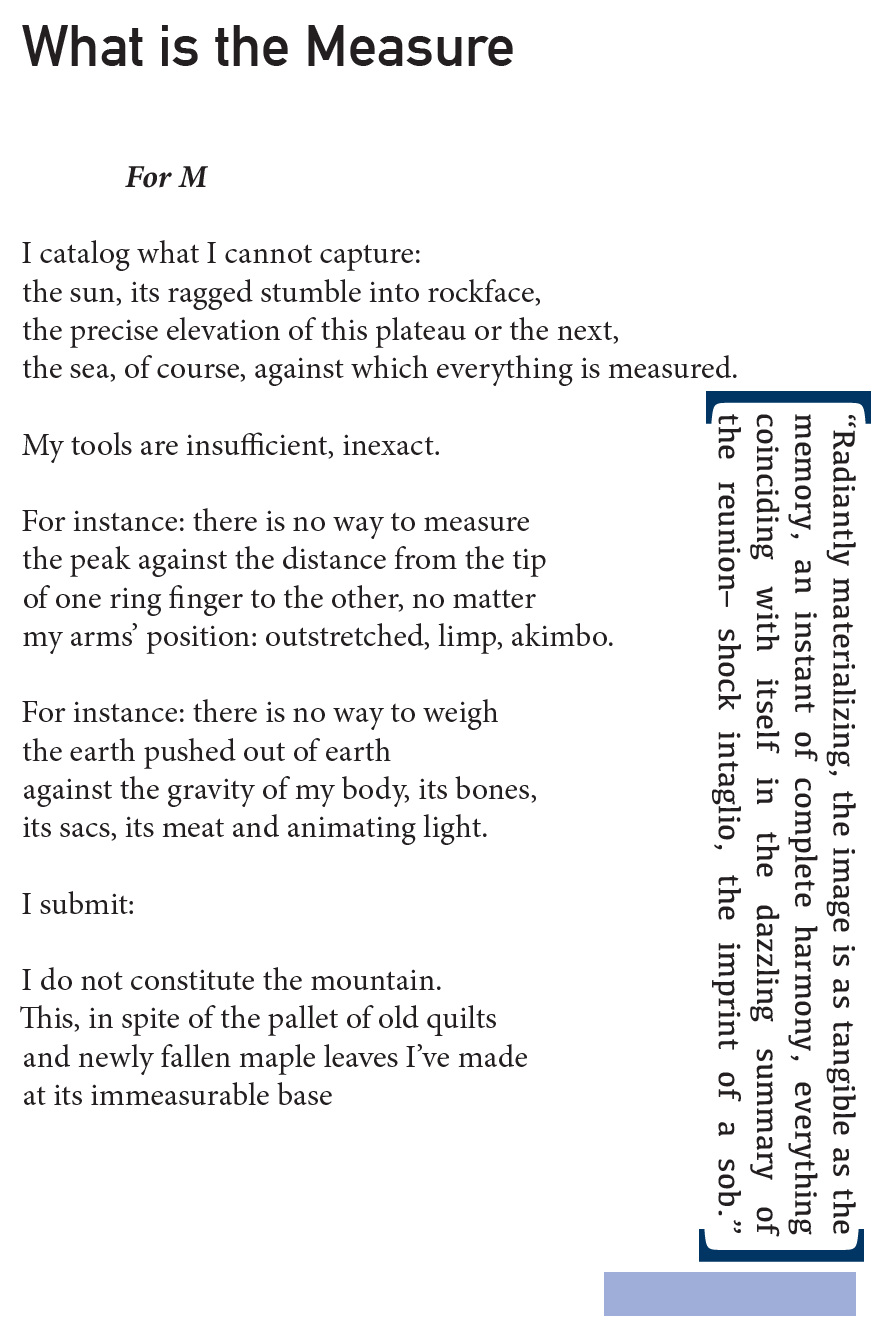 What is the Measure
For M
I catalog what I cannot capture:
the sun, its ragged stumble into rockface,
the precise elevation of this plateau or the next,
the sea, of course, against which everything is measured.
My tools are insufficient, inexact.
For instance: there is no way to measure
the peak against the distance from the tip
of one ring finger to the other, no matter
my arms’ position: outstretched, limp, akimbo.
For instance: there is no way to weigh
the earth pushed out of earth
against the gravity of my body, its bones,
its sacs, its meat and animating light.
I submit:
I do not constitute the mountain.
This, in spite of the pallet of old quilts
and newly fallen maple leaves I’ve made
at its immeasurable base
“Radiantly materializing, the image is as tangible as the
memory, an instant of complete harmony, everything
coinciding with itself in the dazzling summary of
the reunion– shock intaglio, the imprint of a sob.”